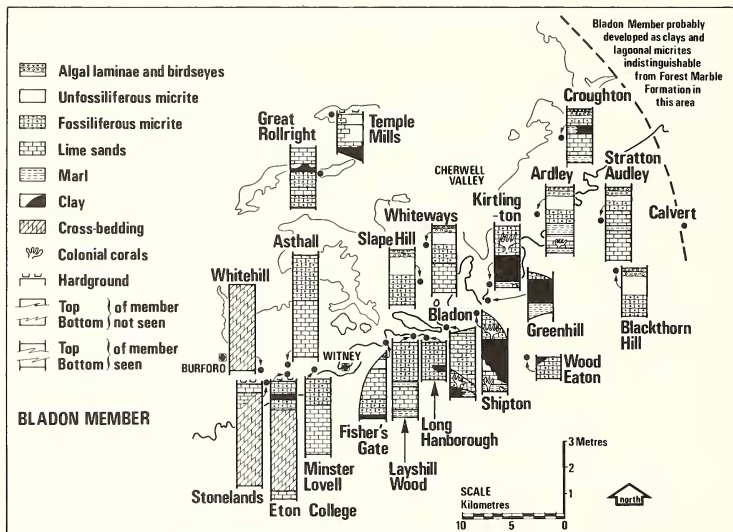 Algal laminae and birdseyes
Unfossiliferous micrite
Fossiliferous micrite
Lime sands
Marl
Clay
Cross-bedding
Colonial corals
Hardground
Top } of member
Bottom } not seen
Top } of member
Bottom } seen
BLADON MEMBER
Bladon Member probably
developed as clays and
lagoonal micrites
indistinguishable
from Forest Marble
Formation in
this area
Great
Rollright
Temple
Mills
Croughton
CHERWELL
VALLEY
Ardley
Stratton
Audley
Calvert
Kirtling
-ton
Whiteways
Slape Hill
Asthall
Whitehill
BURFORD
WITNEY
Bladon
Greenhill
Blackthorn
Hill
Wood
Eaton
Shipton
Long
Hanborough
Fisher's
Gate
Layshill
Wood
Minster
Lovell
Stonelands
Eton College
3 Metres
2
1
0
SCALE
Kilometres
10 5 0
north